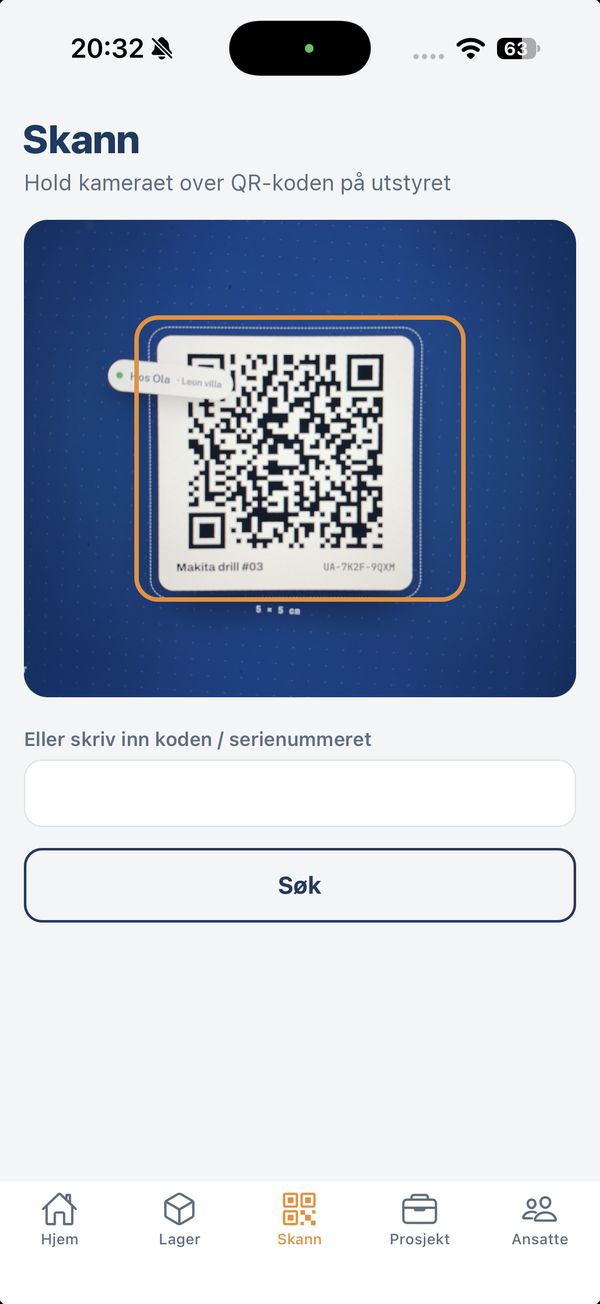 20:32
63
Skann
Hold kameraet over QR-koden på utstyret
Hos Ola · Leon villa
Makita drill #03 UA-7K2F-9QXM
5 × 5 cm
Eller skriv inn koden / serienummeret
Søk
Hjem Lager Skann Prosjekt Ansatte